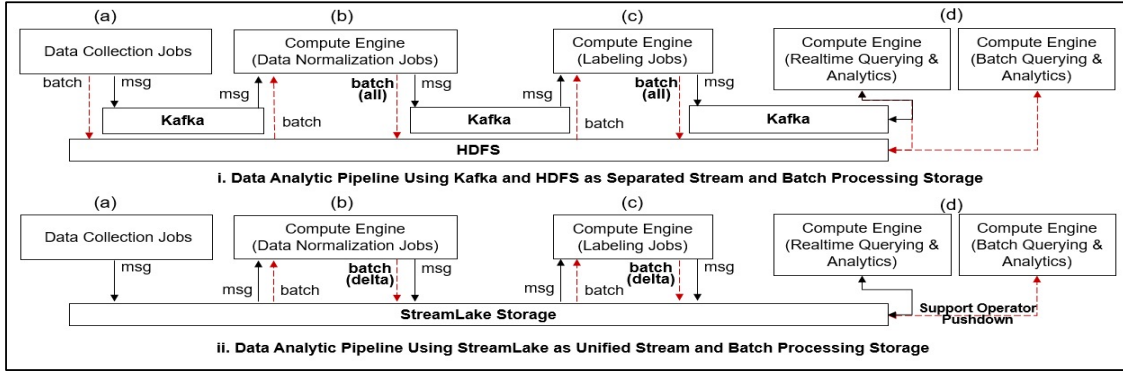 (a) (b) (c) (d)
Data Collection Jobs
Compute Engine
(Data Normalization Jobs)
Compute Engine
(Labeling Jobs)
Compute Engine
(Realtime Querying &
Analytics)
Compute Engine
(Batch Querying &
Analytics)
batch
msg
msg
batch
batch
(all)
msg
msg
batch
batch
(all)
msg
Kafka
Kafka
Kafka
HDFS
i. Data Analytic Pipeline Using Kafka and HDFS as Separated Stream and Batch Processing Storage
(a) (b) (c) (d)
Data Collection Jobs
Compute Engine
(Data Normalization Jobs)
Compute Engine
(Labeling Jobs)
Compute Engine
(Realtime Querying &
Analytics)
Compute Engine
(Batch Querying &
Analytics)
msg
msg
batch
batch
(delta)
msg
msg
batch
batch
(delta)
msg
StreamLake Storage
Support Operator
Pushdown
ii. Data Analytic Pipeline Using StreamLake as Unified Stream and Batch Processing Storage